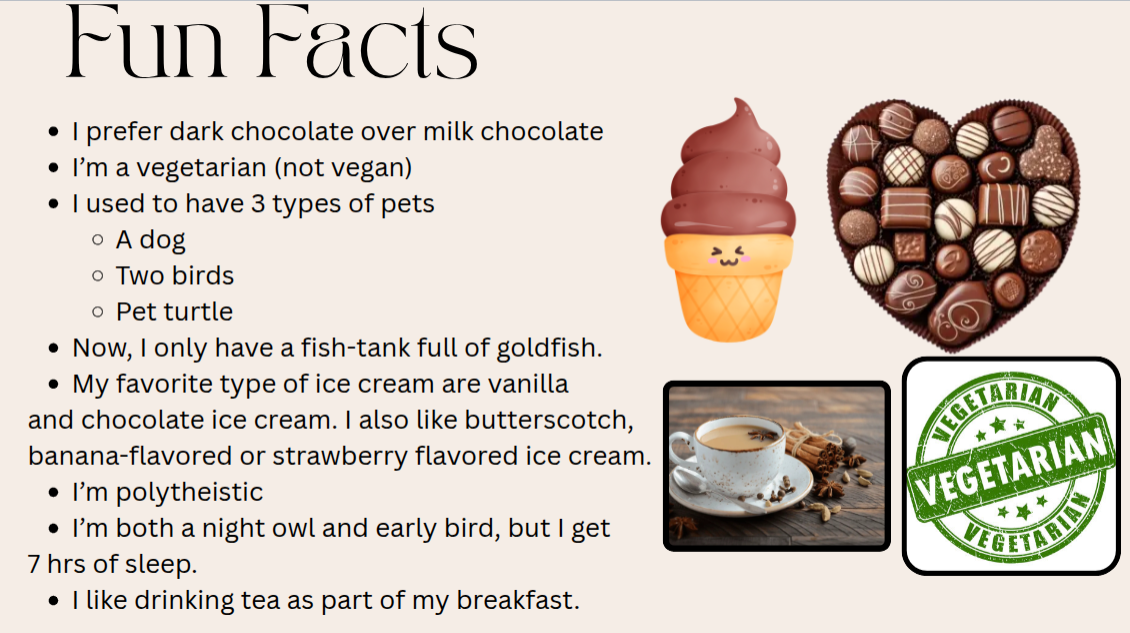 Fun Facts
• I prefer dark chocolate over milk chocolate
• I’m a vegetarian (not vegan)
• I used to have 3 types of pets
○ A dog
○ Two birds
○ Pet turtle
• Now, I only have a fish-tank full of goldfish.
• My favorite type of ice cream are vanilla
and chocolate ice cream. I also like butterscotch,
banana-flavored or strawberry flavored ice cream.
• I’m polytheistic
• I’m both a night owl and early bird, but I get
7 hrs of sleep.
• I like drinking tea as part of my breakfast.
VEGETARIAN
VEGETARIAN
VEGETARIAN